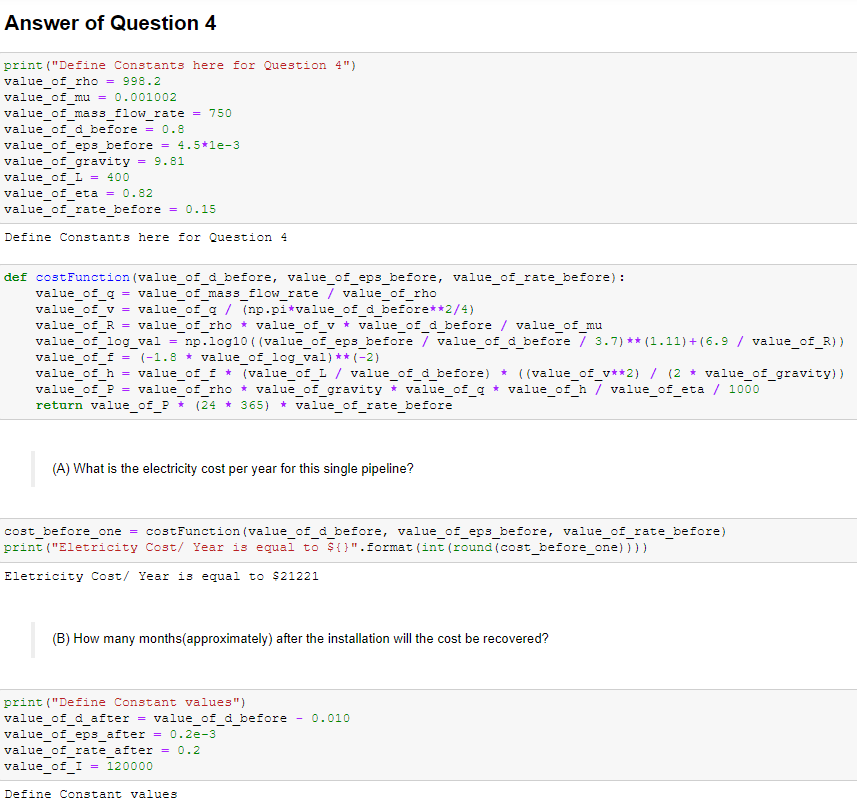 Answer of Question 4
print("Define Constants here for Question 4")
value_of_rho = 998.2
value_of_mu = 0.001002
value_of_mass_flow_rate = 750
value_of_d_before = 0.8
value_of_eps_before = 4.5*1e-3
value_of_gravity = 9.81
value_of_L = 400
value_of_eta = 0.82
value_of_rate_before = 0.15
Define Constants here for Question 4
def costFunction(value_of_d_before, value_of_eps_before, value_of_rate_before):
    value_of_q = value_of_mass_flow_rate / value_of_rho
    value_of_v = value_of_q / (np.pi*value_of_d_before**2/4)
    value_of_R = value_of_rho * value_of_v * value_of_d_before / value_of_mu
    value_of_log_val = np.log10((value_of_eps_before / value_of_d_before / 3.7)**(1.11)+(6.9 / value_of_R))
    value_of_f = (-1.8 * value_of_log_val)**(-2)
    value_of_h = value_of_f * (value_of_L / value_of_d_before) * ((value_of_v**2) / (2 * value_of_gravity))
    value_of_P = value_of_rho * value_of_gravity * value_of_q * value_of_h / value_of_eta / 1000
    return value_of_P * (24 * 365) * value_of_rate_before
(A) What is the electricity cost per year for this single pipeline?
cost_before_one = costFunction(value_of_d_before, value_of_eps_before, value_of_rate_before)
print("Eletricity Cost/ Year is equal to ${}".format(int(round(cost_before_one))))
Eletricity Cost/ Year is equal to $21221
(B) How many months(approximately) after the installation will the cost be recovered?
print("Define Constant values")
value_of_d_after = value_of_d_before - 0.010
value_of_eps_after = 0.2e-3
value_of_rate_after = 0.2
value_of_I = 120000
Define Constant values